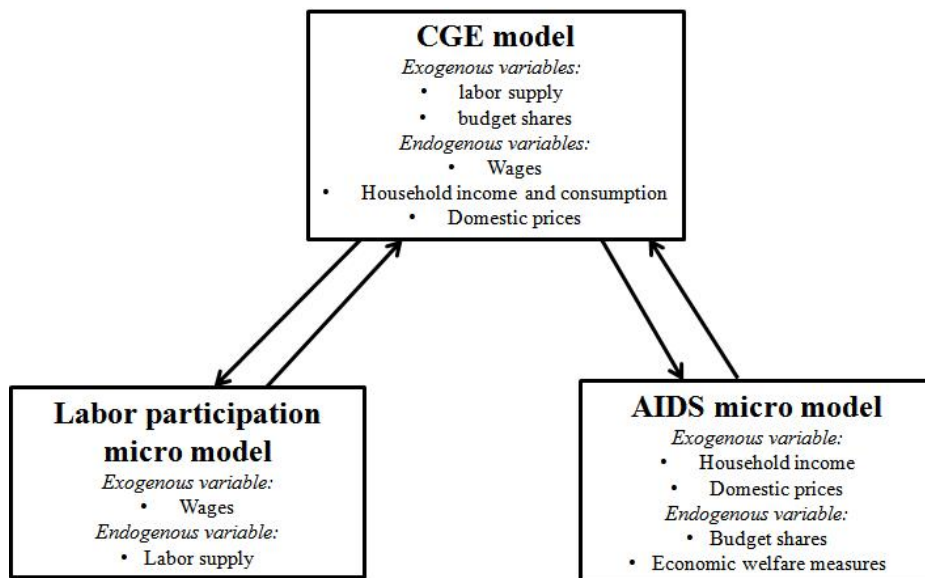 CGE model
Exogenous variables:
• labor supply
• budget shares
Endogenous variables:
• Wages
• Household income and consumption
• Domestic prices
Labor participation
micro model
Exogenous variable:
• Wages
Endogenous variable:
• Labor supply
AIDS micro model
Exogenous variable:
• Household income
• Domestic prices
Endogenous variable:
• Budget shares
• Economic welfare measures